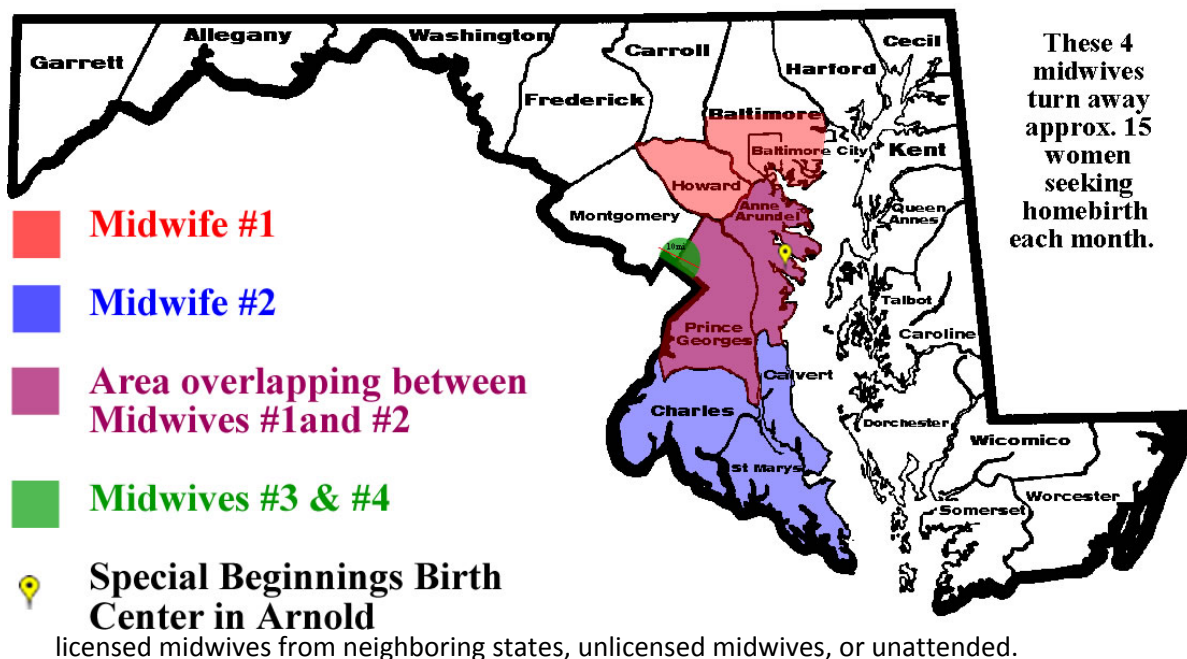 Garrett
Allegany
Washington
Frederick
Carroll
Baltimore
Harford
Cecil
Baltimore City
Kent
Howard
Montgomery
Anne
Arundel
Queen
Annes
10mi
Talbot
Caroline
Prince
Georges
Calvert
Charles
St Marys
Dorchester
Wicomico
Worcester
Somerset
These 4
midwives
turn away
approx. 15
women
seeking
homebirth
each month.
Midwife #1
Midwife #2
Area overlapping between
Midwives #1and #2
Midwives #3 & #4
Special Beginnings Birth
Center in Arnold
licensed midwives from neighboring states, unlicensed midwives, or unattended.